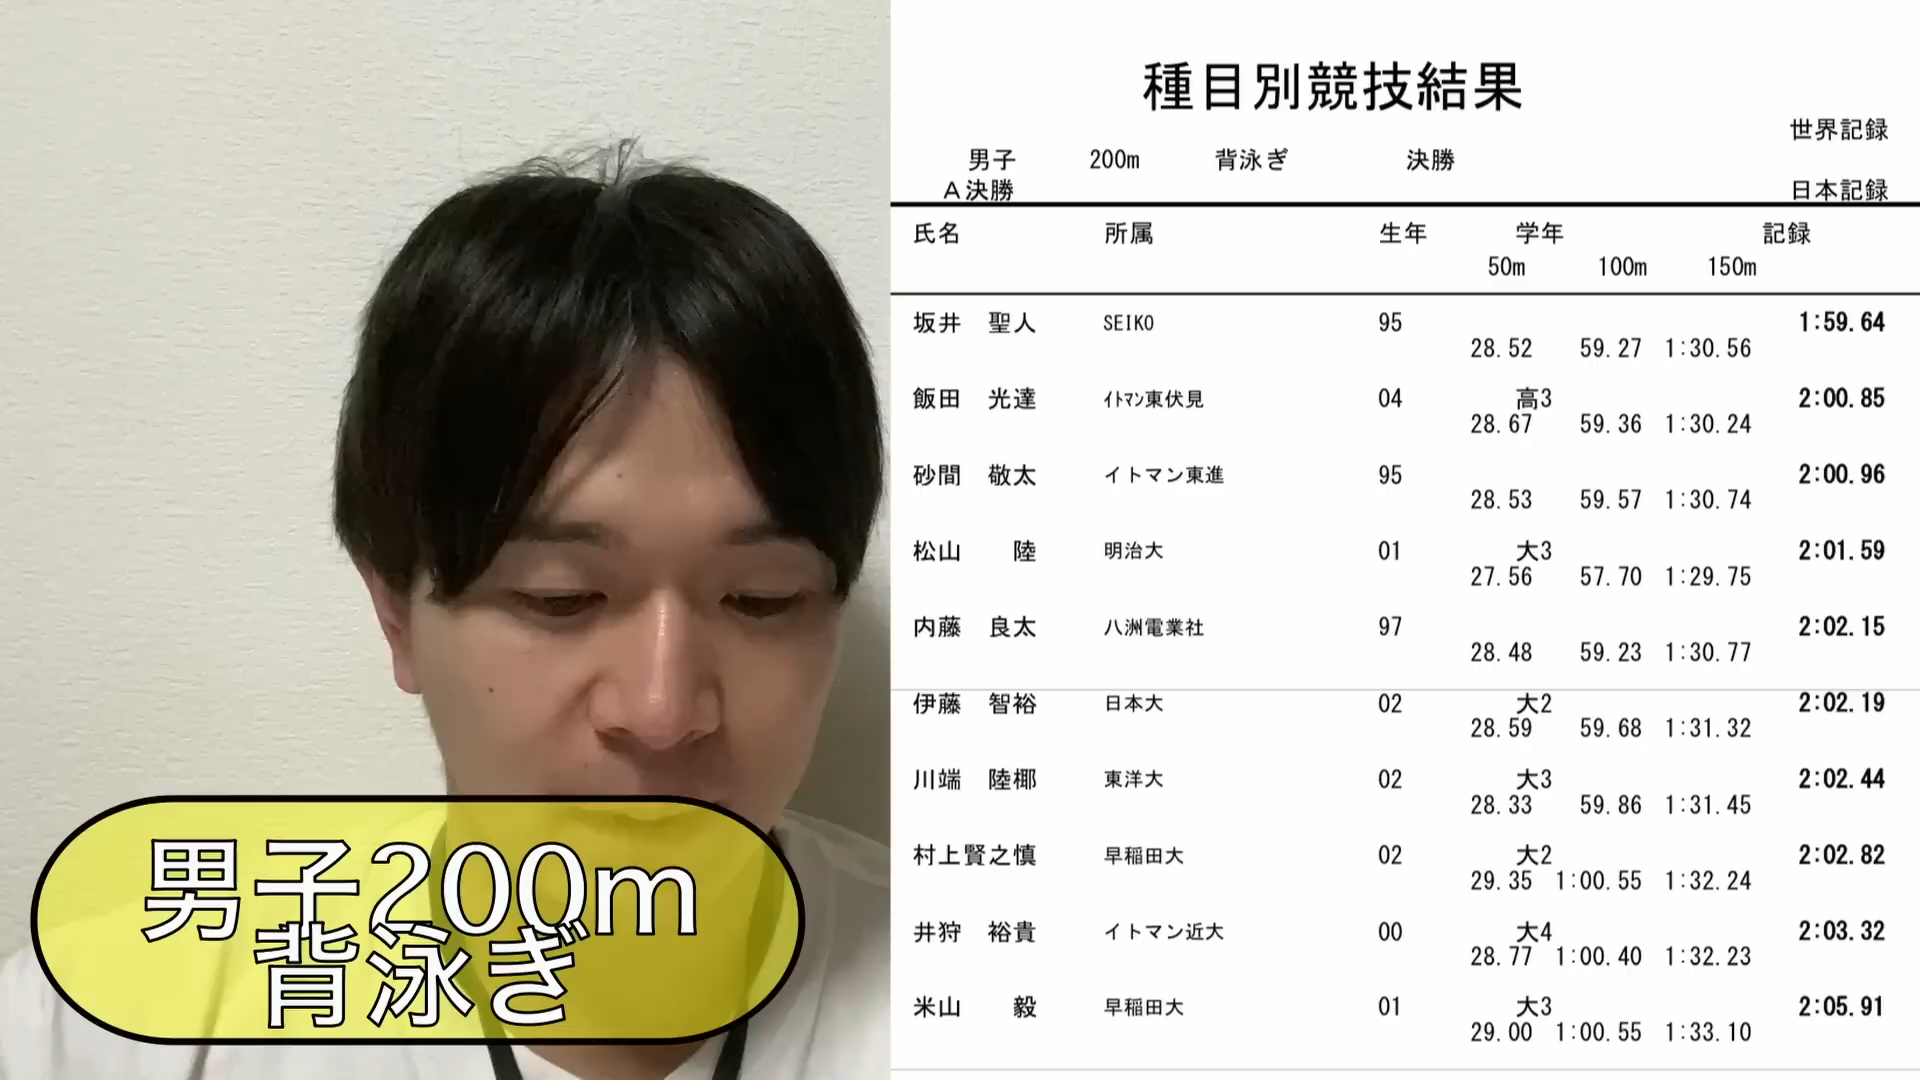 種目別競技結果
世界記録
男子 200m 背泳ぎ 決勝
A決勝 日本記録
氏名 所属 生年 学年 記録
50m 100m 150m
坂井 聖人 SEIKO 95 1:59.64
28.52 59.27 1:30.56
飯田 光達 ｲﾄﾏﾝ東伏見 04 高3 2:00.85
28.67 59.36 1:30.24
砂間 敬太 イトマン東進 95 2:00.96
28.53 59.57 1:30.74
松山 陸 明治大 01 大3 2:01.59
27.56 57.70 1:29.75
内藤 良太 八洲電業社 97 2:02.15
28.48 59.23 1:30.77
伊藤 智裕 日本大 02 大2 2:02.19
28.59 59.68 1:31.32
川端 陸椰 東洋大 02 大3 2:02.44
28.33 59.86 1:31.45
村上賢之慎 早稲田大 02 大2 2:02.82
29.35 1:00.55 1:32.24
井狩 裕貴 イトマン近大 00 大4 2:03.32
28.77 1:00.40 1:32.23
米山 毅 早稲田大 01 大3 2:05.91
29.00 1:00.55 1:33.10
男子200m
背泳ぎ